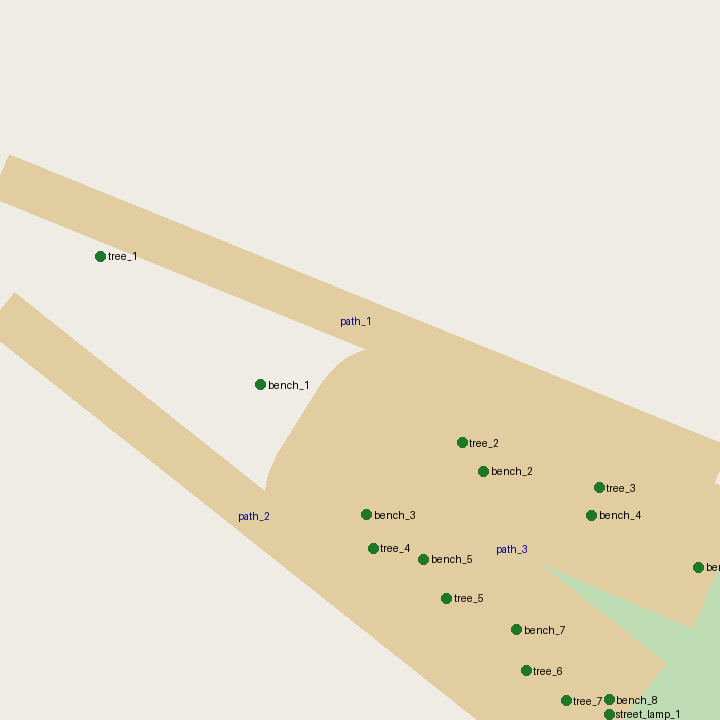 tree_1
path_1
bench_1
tree_2
bench_2
tree_3
bench_3
bench_4
path_2
tree_4
path_3
bench_5
tree_5
bench_7
tree_6
tree_7
bench_8
street_lamp_1